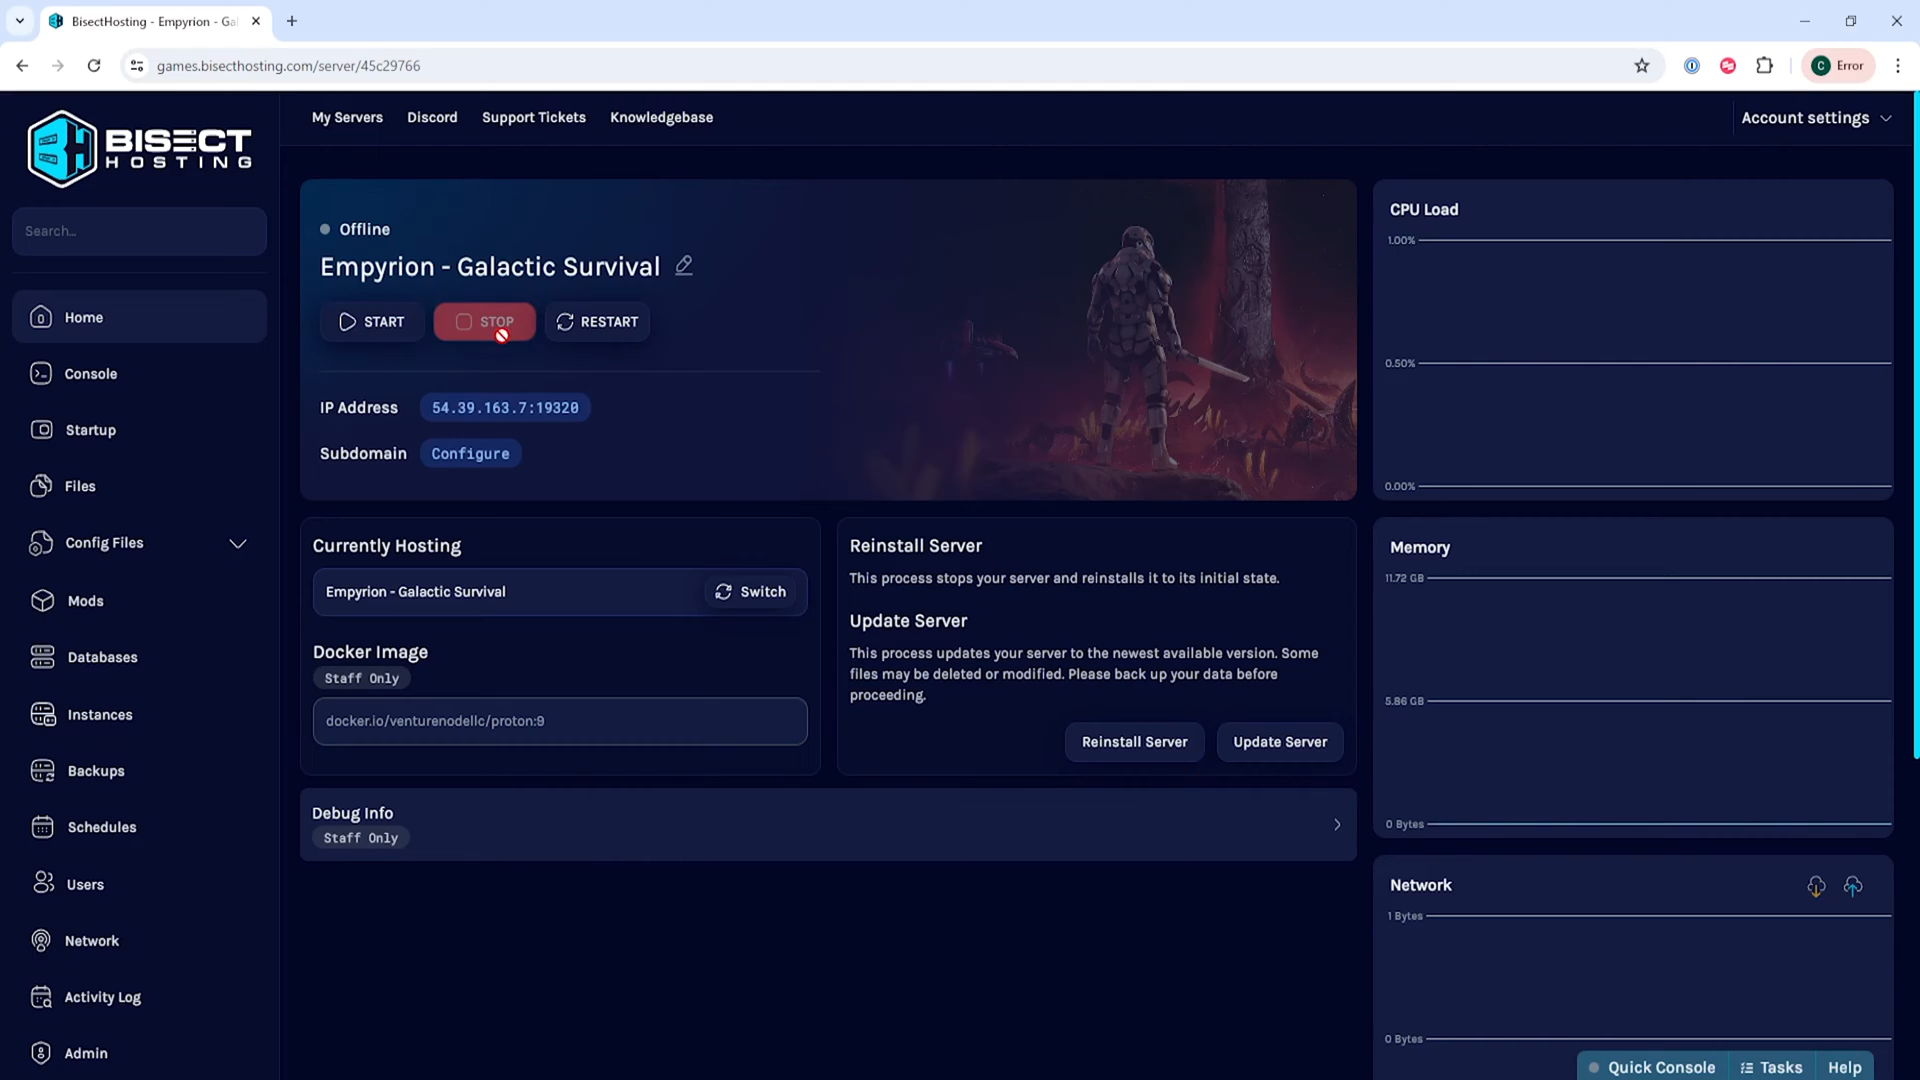 BisectHosting - Empyrion - Ga
games.bisecthosting.com/server/45c29766
C Error
BISECT
HOSTING
My Servers Discord Support Tickets Knowledgebase
Account settings
Search...
Home
Console
Startup
Files
Config Files
Mods
Databases
Instances
Backups
Schedules
Users
Network
Activity Log
Admin
Offline
Empyrion - Galactic Survival
START STOP RESTART
IP Address 54.39.163.7:19320
Subdomain Configure
Currently Hosting
Empyrion - Galactic Survival Switch
Docker Image
Staff Only
docker.io/venturenodellc/proton:9
Reinstall Server
This process stops your server and reinstalls it to its initial state.
Update Server
This process updates your server to the newest available version. Some
files may be deleted or modified. Please back up your data before
proceeding.
Reinstall Server Update Server
Debug Info
Staff Only
CPU Load
1.00%
0.50%
0.00%
Memory
11.72 GB
5.86 GB
0 Bytes
Network
1 Bytes
0 Bytes
Quick Console Tasks Help